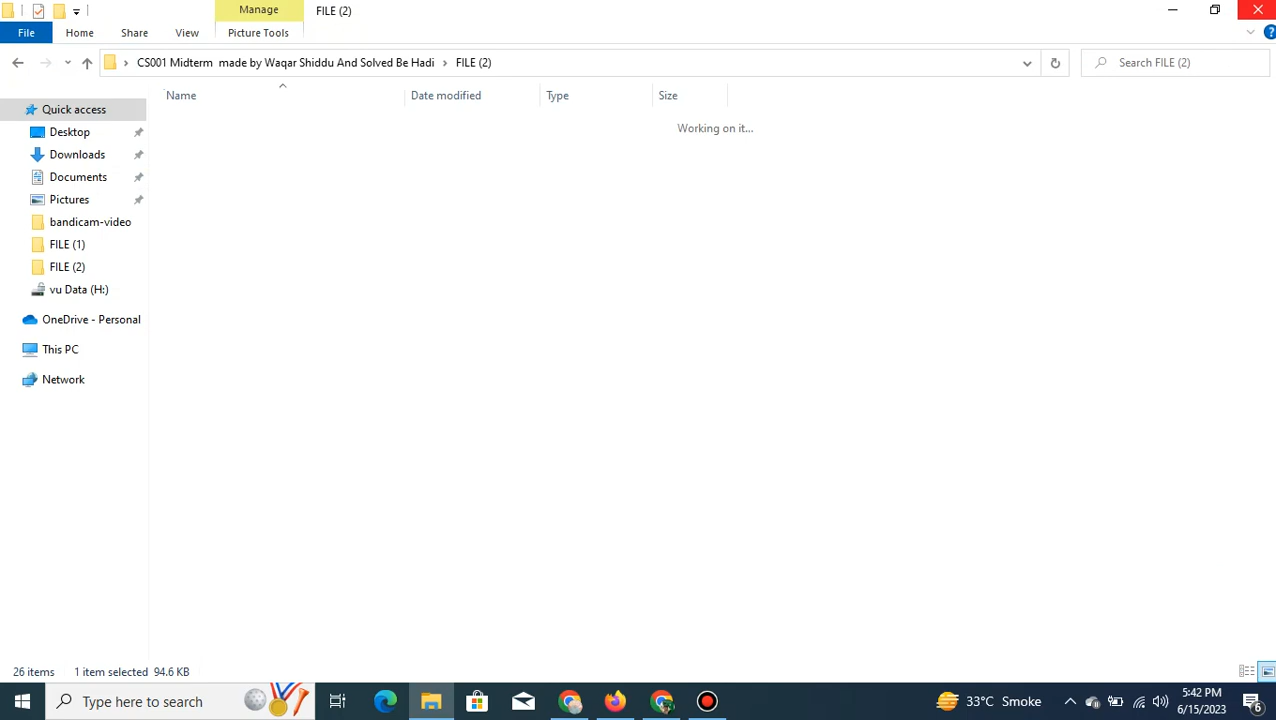 Manage
FILE (2)
File
Home
Share
View
Picture Tools
CS001 Midterm made by Waqar Shiddu And Solved Be Hadi
FILE (2)
Search FILE (2)
Name
Date modified
Type
Size
Working on it...
Quick access
Desktop
Downloads
Documents
Pictures
bandicam-video
FILE (1)
FILE (2)
vu Data (H:)
OneDrive - Personal
This PC
Network
26 items
1 item selected 94.6 KB
Type here to search
33°C Smoke
5:42 PM
6/15/2023
6